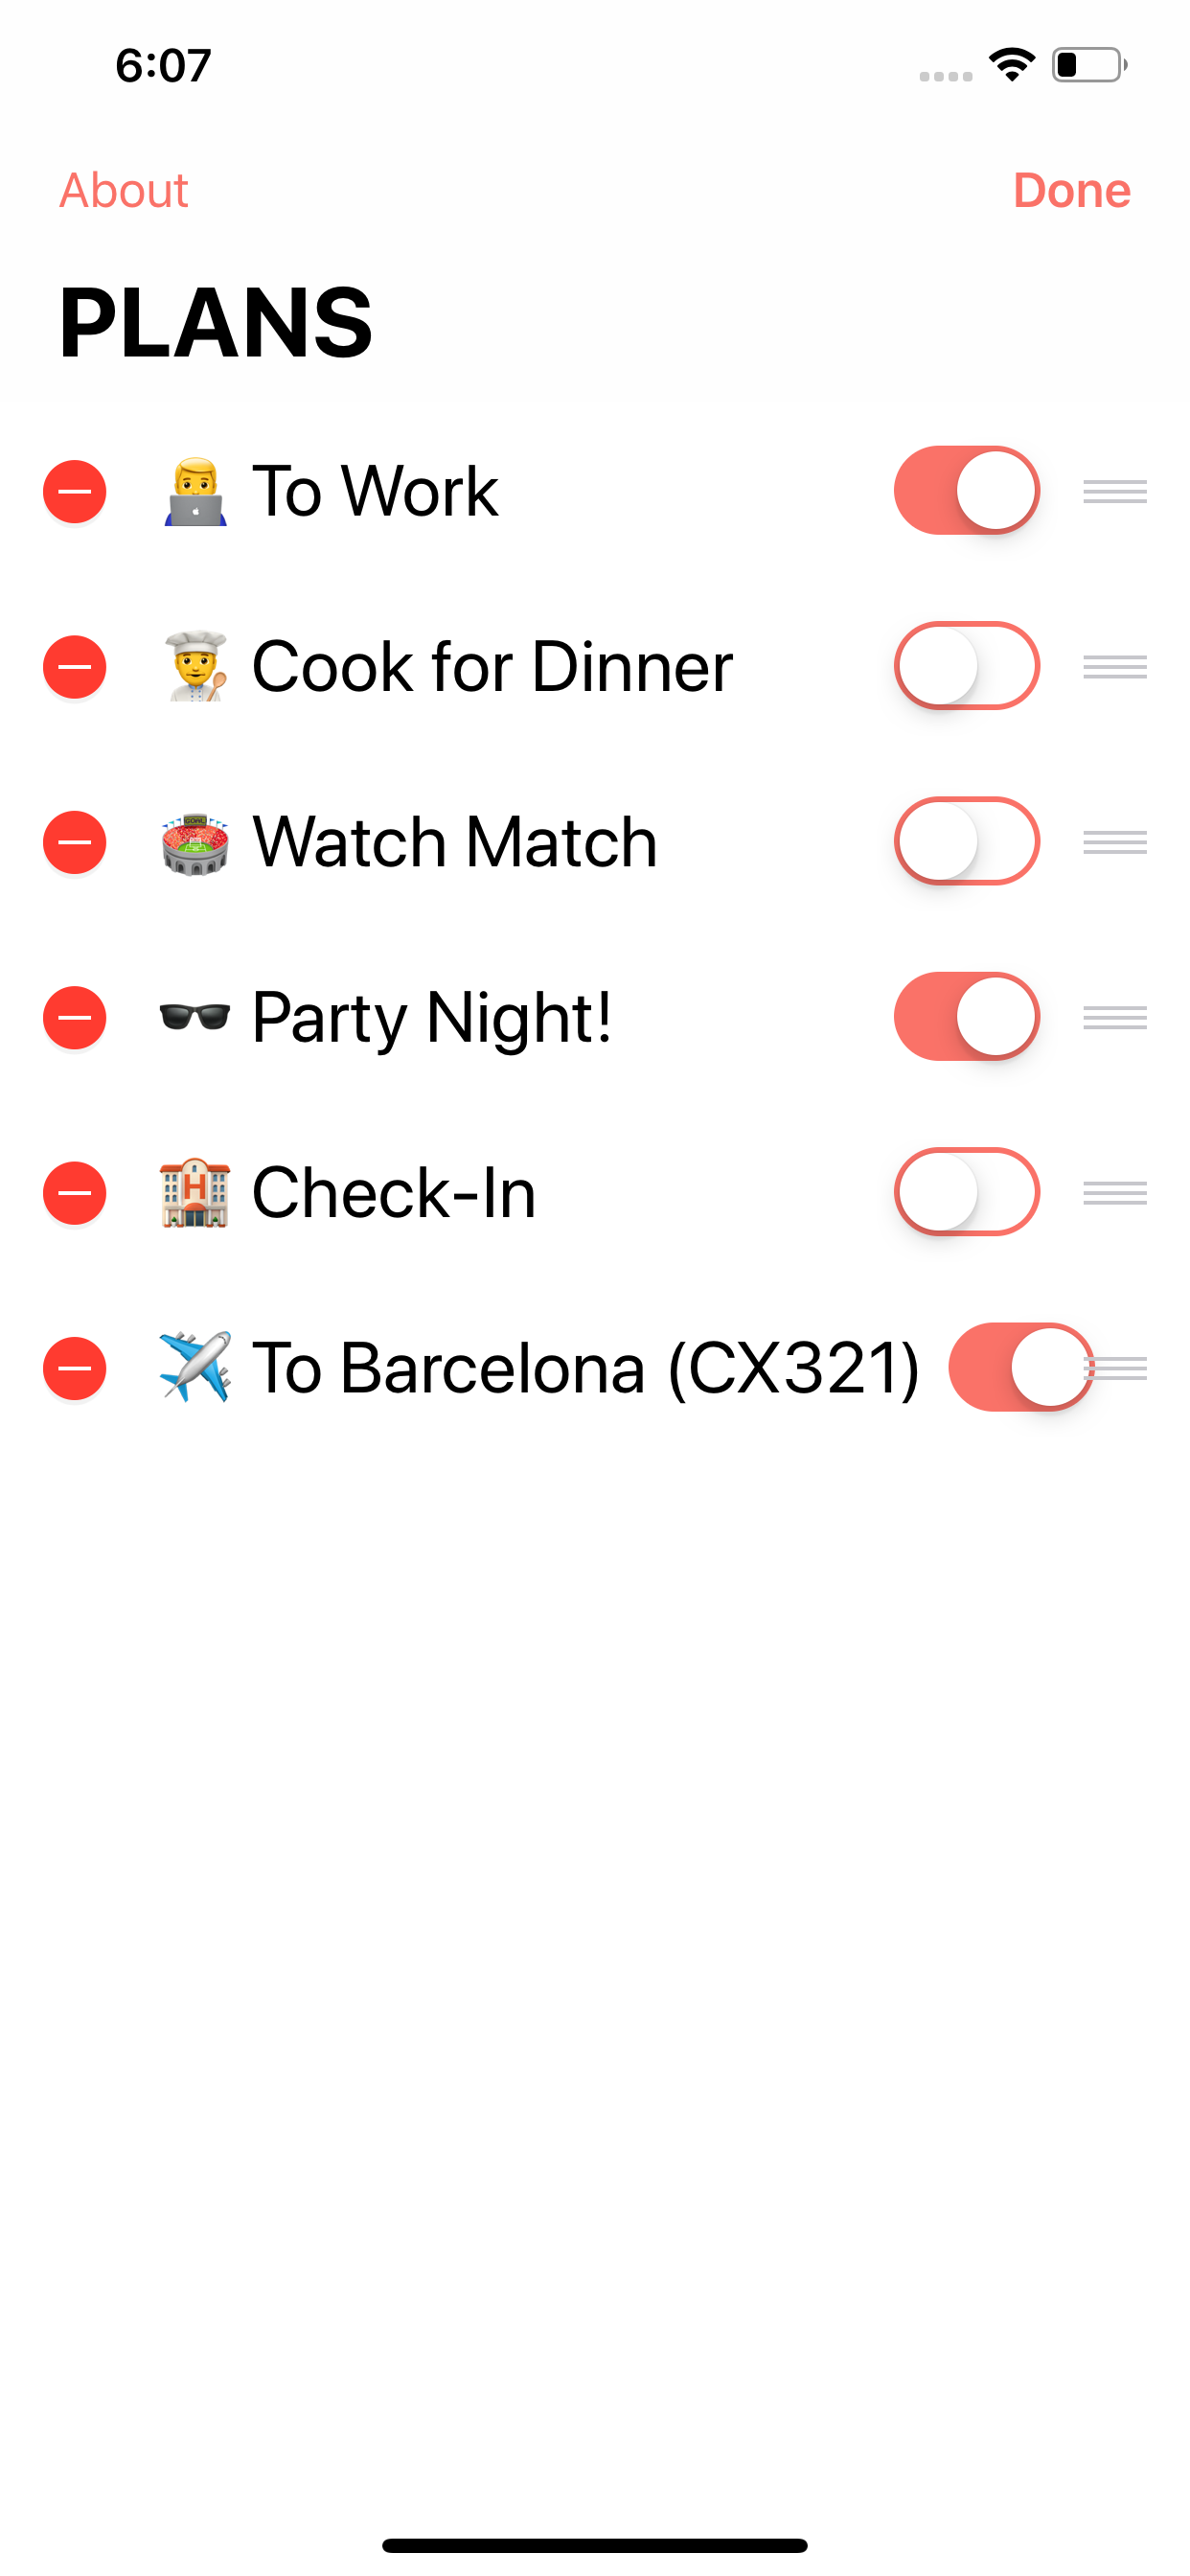 6:07
About
Done
PLANS
To Work
Cook for Dinner
Watch Match
Party Night!
Check-In
To Barcelona (CX321)